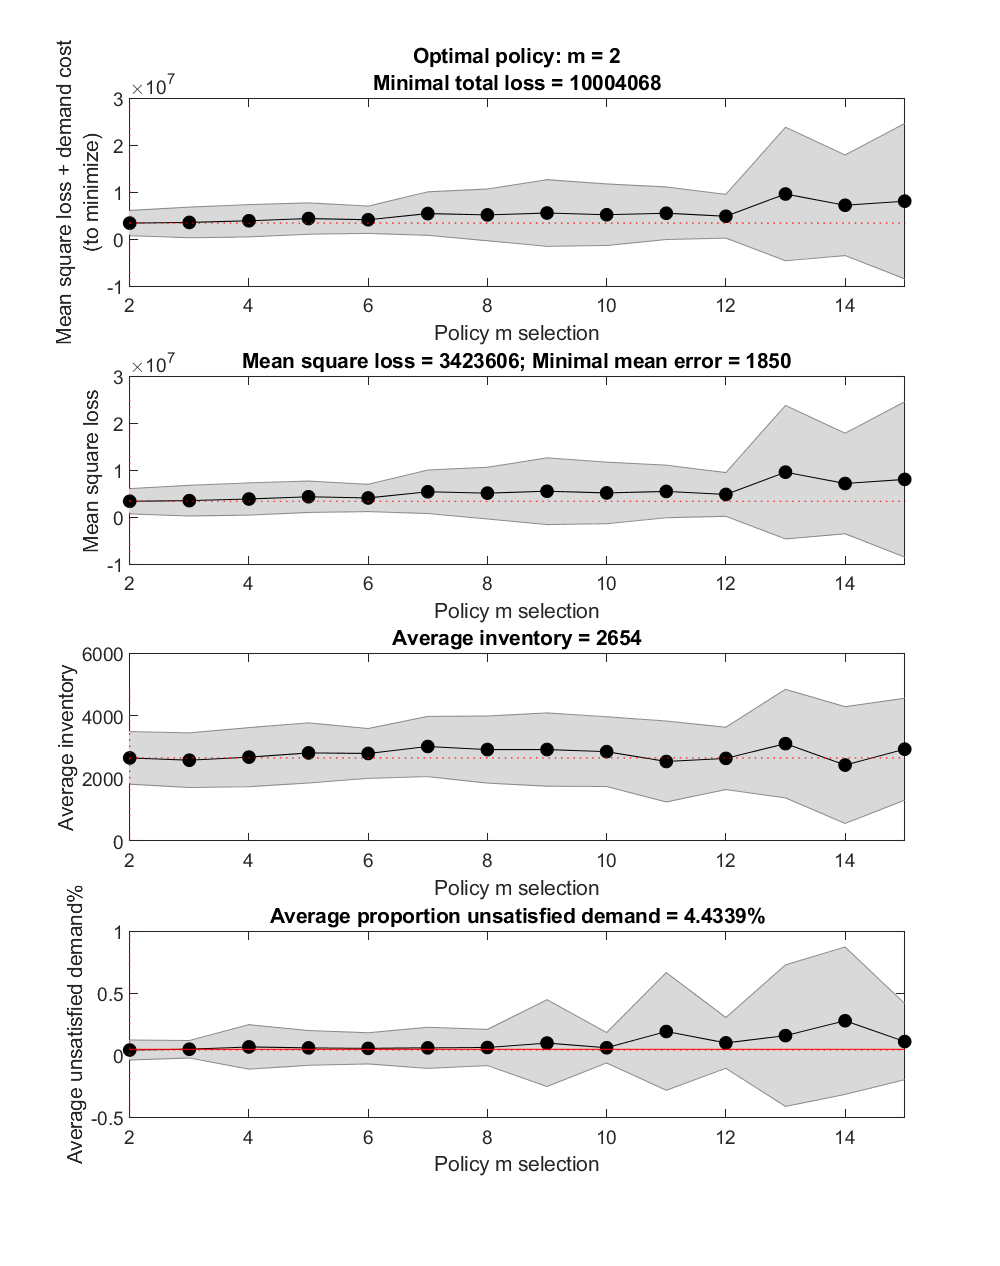 Optimal policy: m = 2
Minimal total loss = 10004068
×10^7
Mean square loss + demand cost
(to minimize)
3
2
1
0
-1
2 4 6 8 10 12 14
Policy m selection
Mean square loss = 3423606; Minimal mean error = 1850
×10^7
Mean square loss
3
2
1
0
-1
2 4 6 8 10 12 14
Policy m selection
Average inventory = 2654
Average inventory
6000
4000
2000
0
2 4 6 8 10 12 14
Policy m selection
Average proportion unsatisfied demand = 4.4339%
Average unsatisfied demand%
1
0.5
0
-0.5
2 4 6 8 10 12 14
Policy m selection